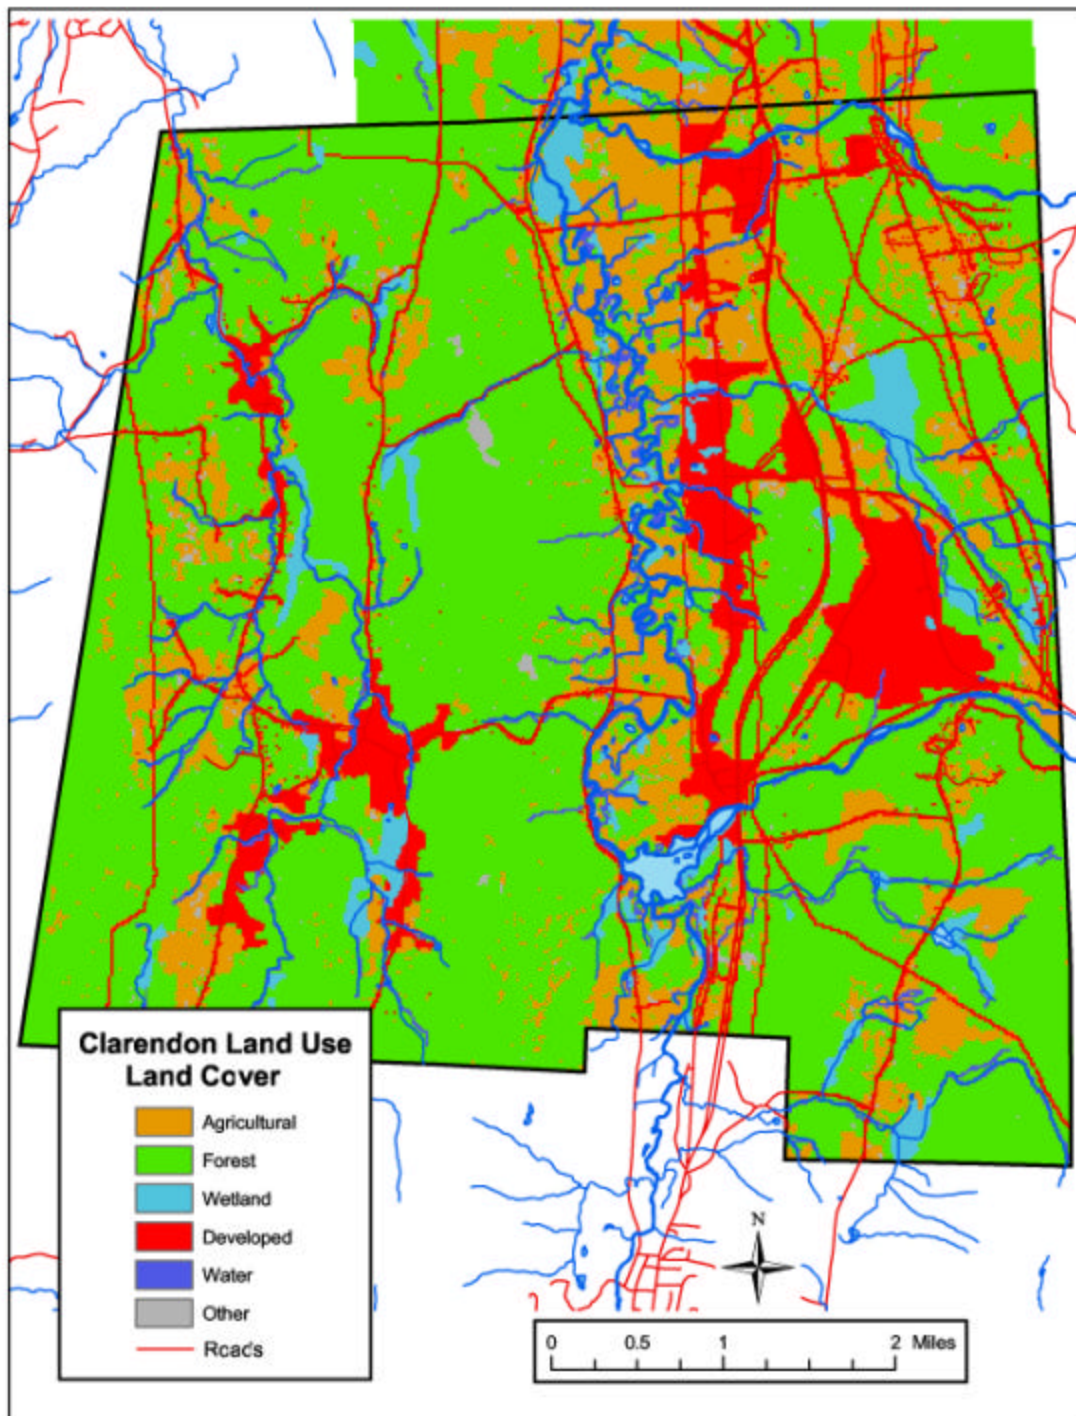 Clarendon Land Use
Land Cover
Agricultural
Forest
Wetland
Developed
Water
Other
Roads
N
0 0.5 1 2 Miles